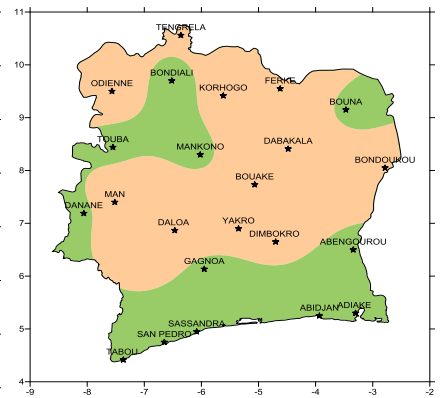 11
TENGRELA
10
BONDIALI
ODIENNE
KORHOGO
FERKE
BOUNA
9
TOUBA
MANKONO
DABAKALA
BONDOUKOU
8
BOUAKE
MAN
DANANE
7
DALOA
YAKRO
DIMBOKRO
ABENGOUROU
GAGNOA
6
ABIDJAN
ADIAKE
SASSANDRA
5
SAN PEDRO
TABOU
4
-9 -8 -7 -6 -5 -4 -3 -2